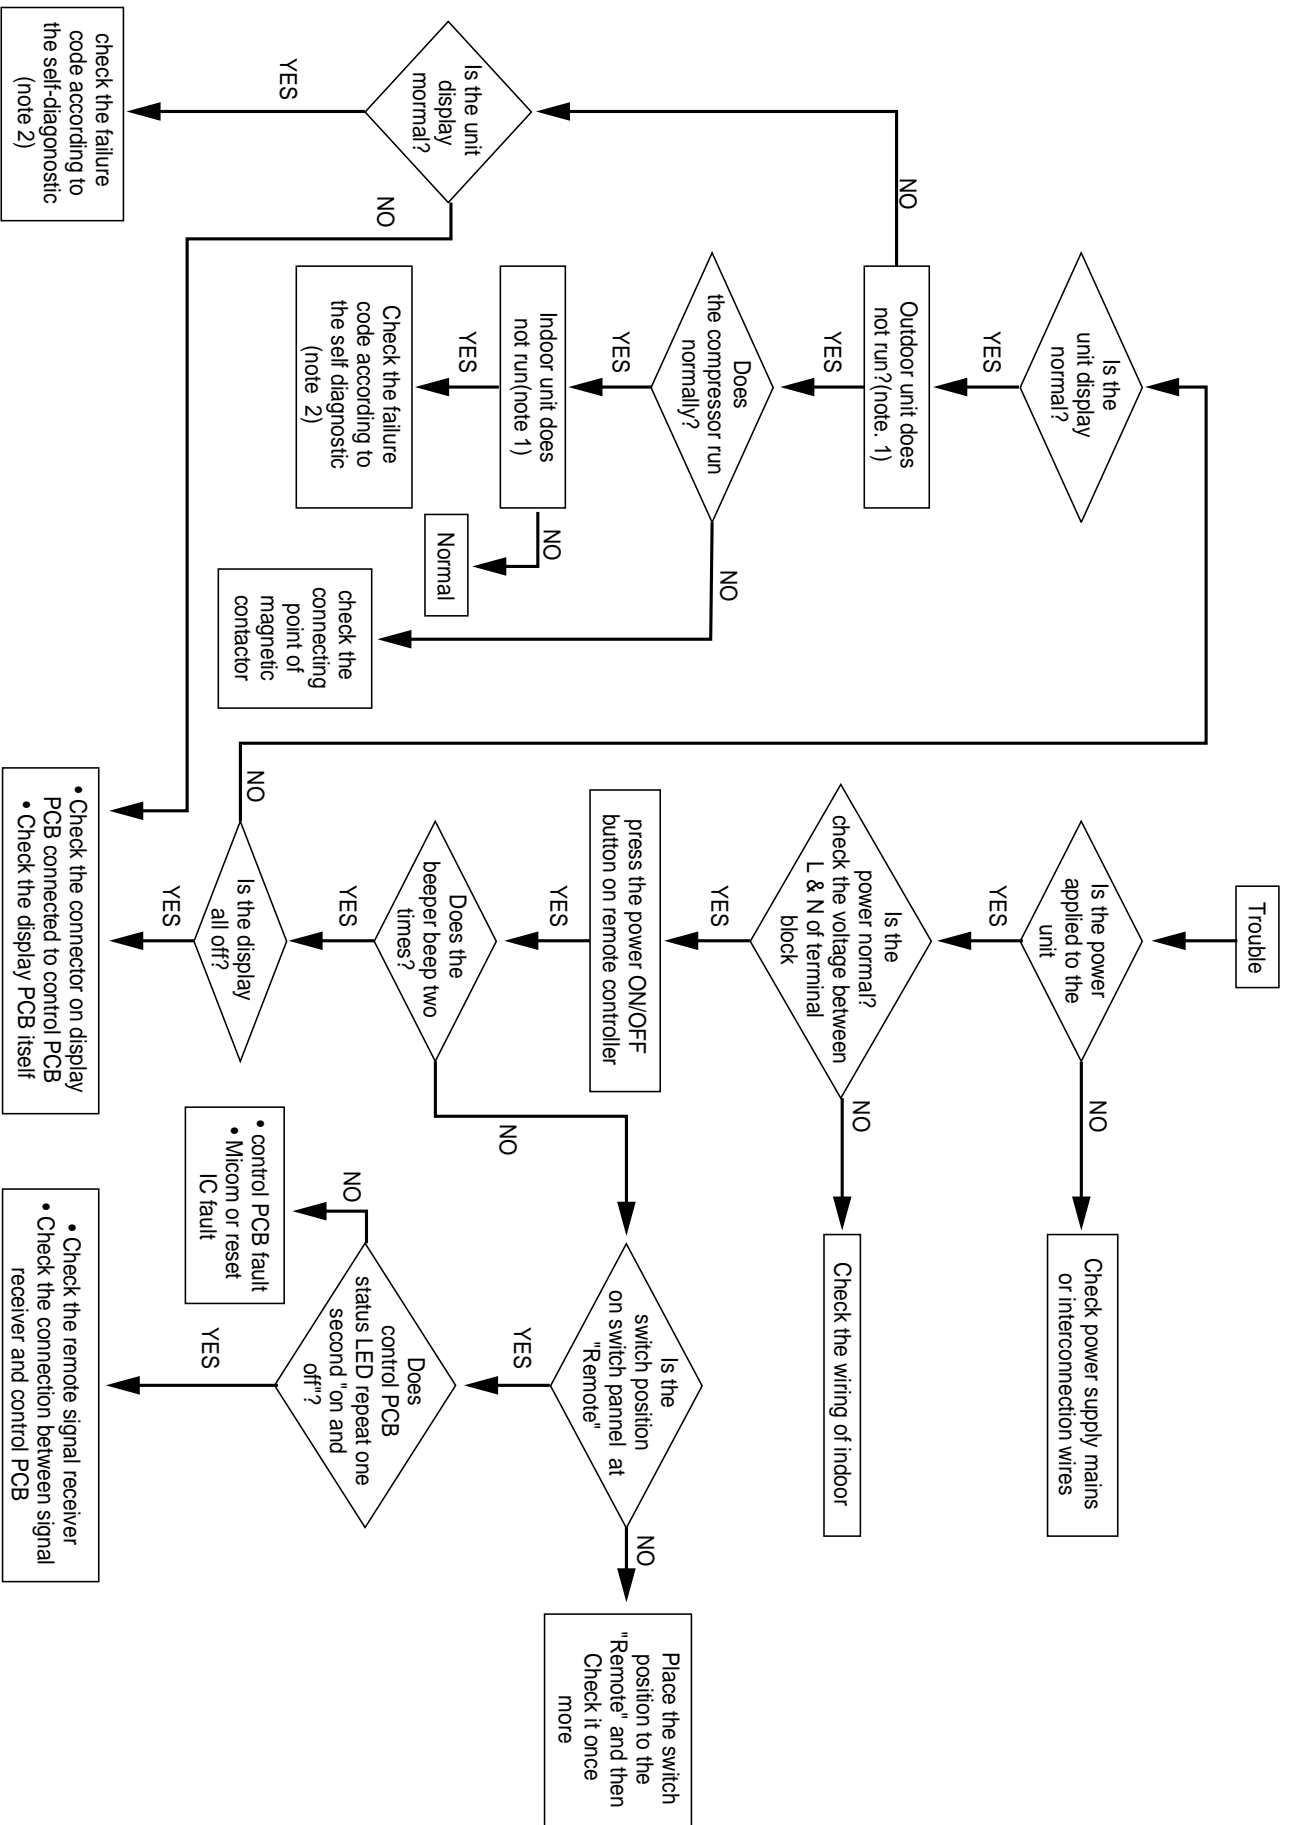 Trouble
Is the power
applied to the
unit
NO
Check power supply mains
or interconnection wires
YES
Is the
power normal?
check the voltage between
L & N of terminal
block
NO
Check the wiring of indoor
YES
press the power ON/OFF
button on remote controller
YES
Does the
beeper beep two
times?
NO
Is the
switch position
on switch pannel at
"Remote"
NO
Place the switch
position to the
"Remote" and then
Check it once
more
YES
Does
control PCB
status LED repeat one
second "on and
off"?
NO
• control PCB fault
• Micom or reset
IC fault
YES
• Check the remote signal receiver
• Check the connection between signal
receiver and control PCB
YES
Is the display
all off?
YES
• Check the connector on display
PCB connected to control PCB
• Check the display PCB itself
NO
Is the
unit display
normal?
YES
Outdoor unit does
not run?(note. 1)
YES
Does
the compressor run
normally?
NO
check the
connecting
point of
magnetic
contactor
YES
Indoor unit does
not run(note 1)
NO
Normal
YES
Check the failure
code according to
the self diagnostic
(note 2)
NO
Is the unit
display
mormal?
NO
YES
check the failure
code according to
the self-diagonostic
(note 2)